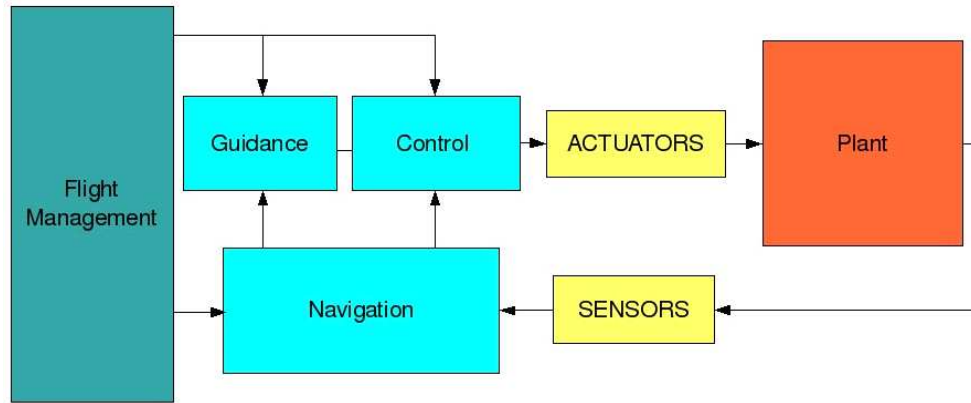 Flight
Management
Guidance
Control
ACTUATORS
Plant
Navigation
SENSORS